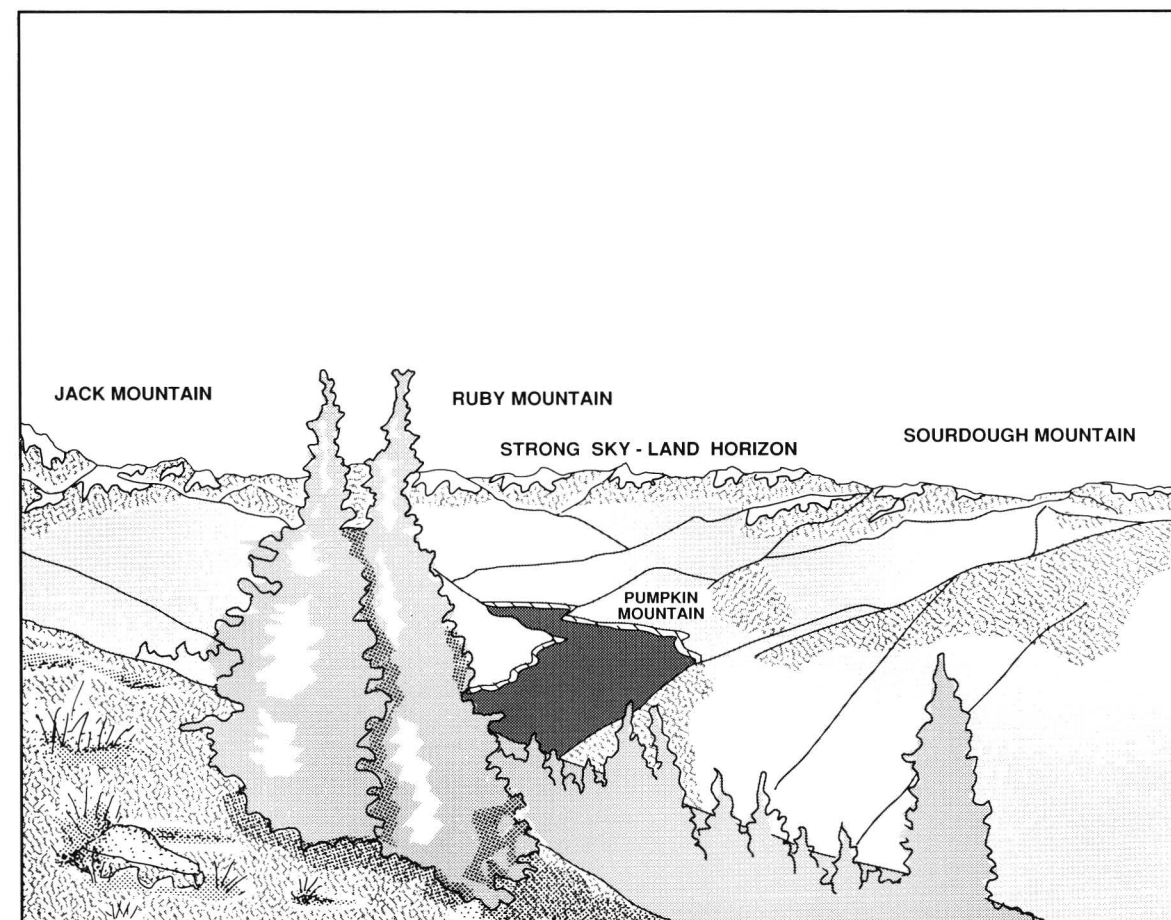 JACK MOUNTAIN
RUBY MOUNTAIN
STRONG SKY - LAND HORIZON
SOURDOUGH MOUNTAIN
PUMPKIN
MOUNTAIN